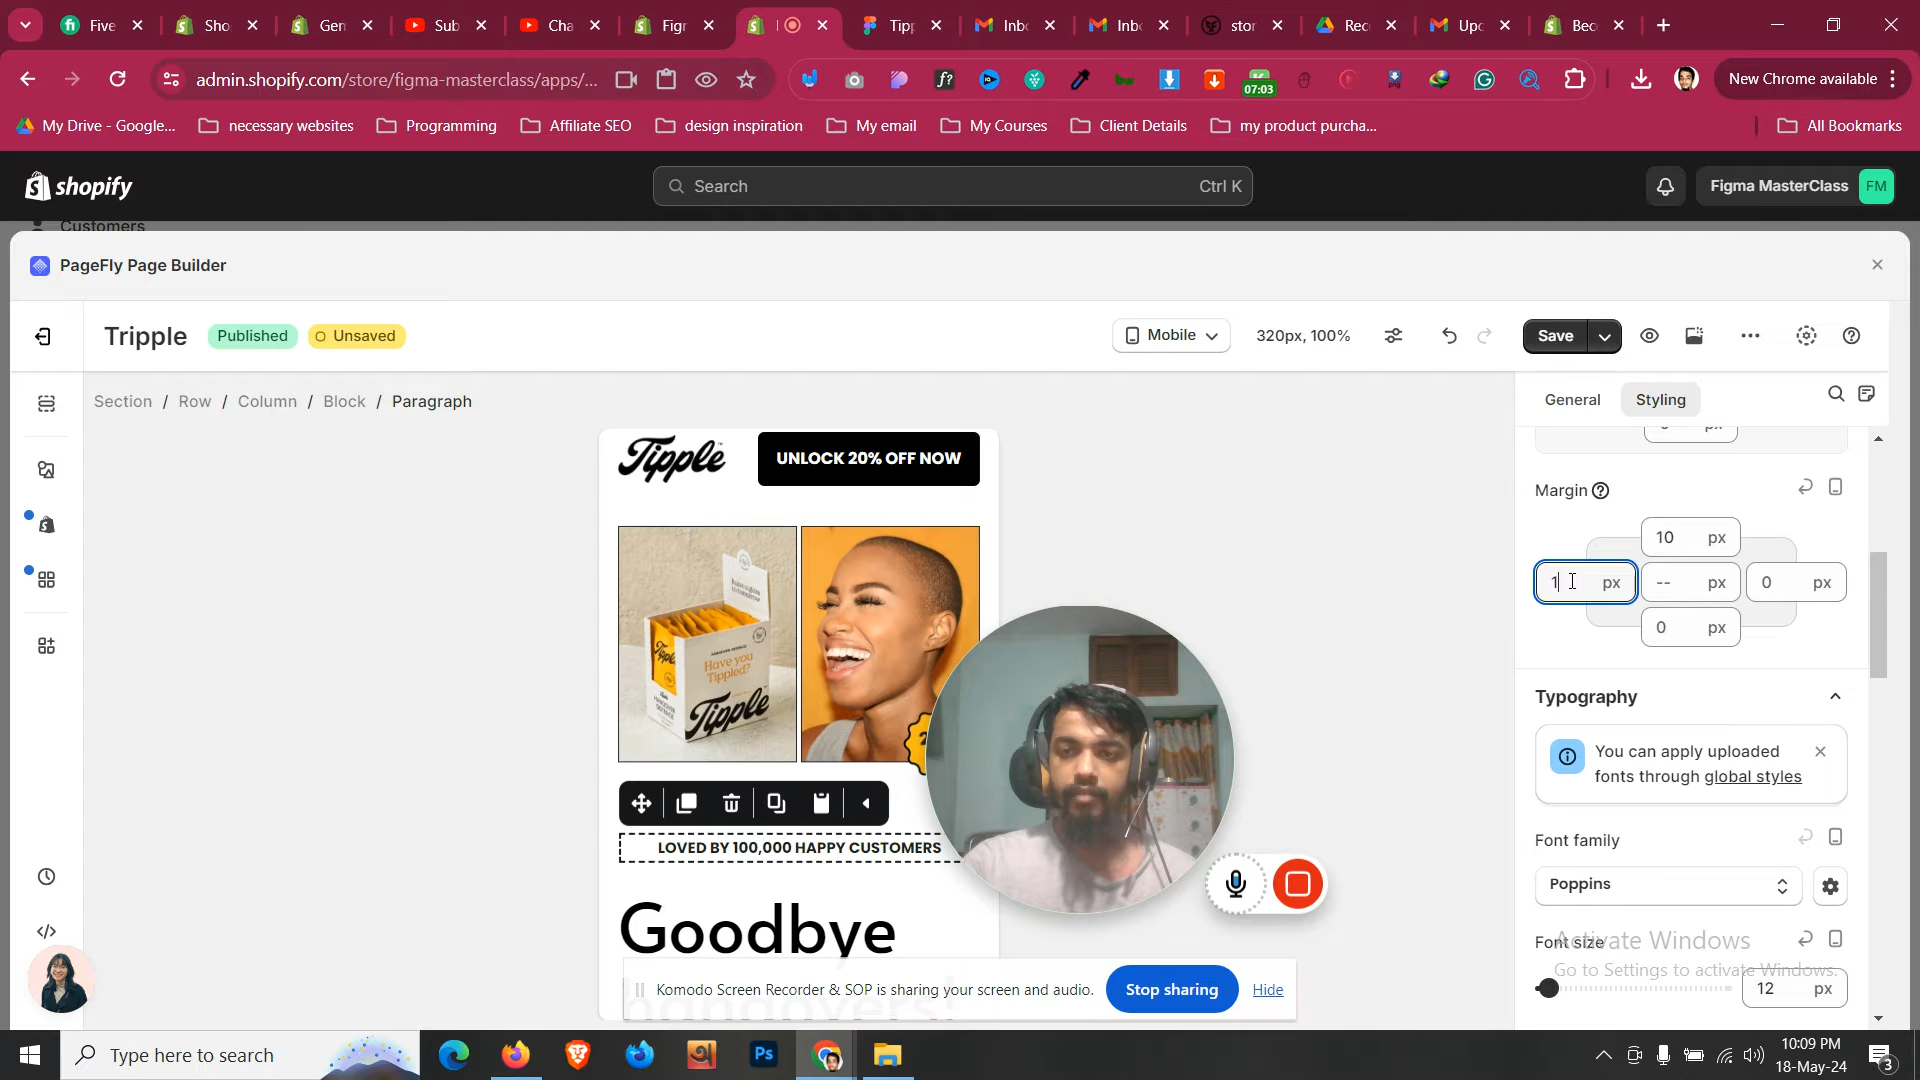 Five
Sho
Gen
Sub
Cha
Figr
Tipp
Inbo
Inbo
stor
Rec
Upc
Bec
admin.shopify.com/store/figma-masterclass/apps/...
07:03
New Chrome available
My Drive - Google...
necessary websites
Programming
Affiliate SEO
design inspiration
My email
My Courses
Client Details
my product purcha...
All Bookmarks
shopify
Search
Ctrl K
Figma MasterClass
FM
Customers
PageFly Page Builder
Tripple
Published
Unsaved
Mobile
320px, 100%
Save
Section / Row / Column / Block / Paragraph
General
Styling
px
Margin
10 px
1 px
-- px
0 px
0 px
Typography
You can apply uploaded
fonts through global styles
Font family
Poppins
Font size
12 px
Tipple
UNLOCK 20% OFF NOW
Have you
Tippled?
Tipple
LOVED BY 100,000 HAPPY CUSTOMERS
Goodbye
hangovers!
Komodo Screen Recorder & SOP is sharing your screen and audio.
Stop sharing
Hide
Activate Windows
Go to Settings to activate Windows.
Type here to search
Ps
10:09 PM
18-May-24
3